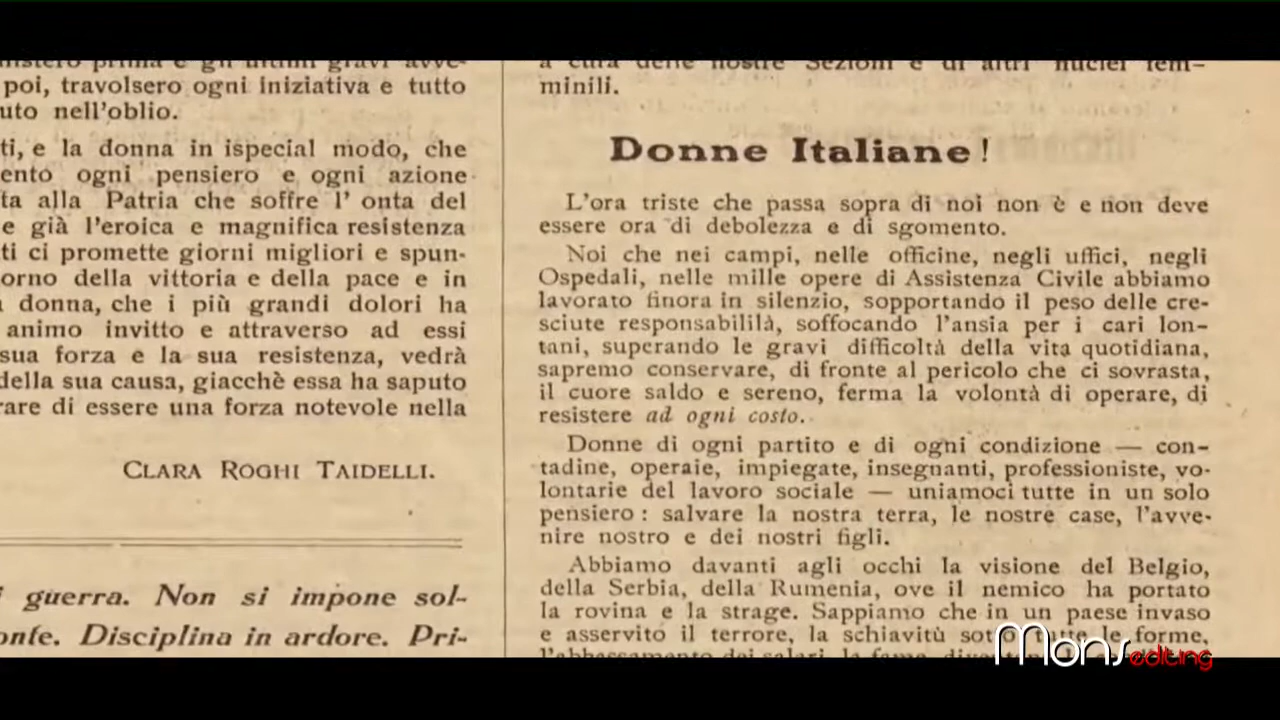 nistero prima e gli ultimi gravi avve-
poi, travolsero ogni iniziativa e tutto
uto nell'oblio.
ti, e la donna in ispecial modo, che
ento ogni pensiero e ogni azione
ta alla Patria che soffre l' onta del
e già l'eroica e magnifica resistenza
ti ci promette giorni migliori e spun-
orno della vittoria e della pace e in
donna, che i più grandi dolori ha
animo invitto e attraverso ad essi
sua forza e la sua resistenza, vedrà
della sua causa, giacchè essa ha saputo
rare di essere una forza notevole nella
CLARA ROGHI TAIDELLI.
guerra. Non si impone sol-
onte. Disciplina in ardore. Pri-
a cura delle nostre Sezioni e di altri nuclei fem-
minili.
Donne Italiane!
L'ora triste che passa sopra di noi non è e non deve
essere ora di debolezza e di sgomento.
Noi che nei campi, nelle officine, negli uffici, negli
Ospedali, nelle mille opere di Assistenza Civile abbiamo
lavorato finora in silenzio, sopportando il peso delle cre-
sciute responsabililà, soffocando l'ansia per i cari lon-
tani, superando le gravi difficoltà della vita quotidiana,
sapremo conservare, di fronte al pericolo che ci sovrasta,
il cuore saldo e sereno, ferma la volontà di operare, di
resistere ad ogni costo.
Donne di ogni partito e di ogni condizione — con-
tadine, operaie, impiegate, insegnanti, professioniste, vo-
lontarie del lavoro sociale — uniamoci tutte in un solo
pensiero : salvare la nostra terra, le nostre case, l'avve-
nire nostro e dei nostri figli.
Abbiamo davanti agli occhi la visione del Belgio,
della Serbia, della Rumenia, ove il nemico ha portato
la rovina e la strage. Sappiamo che in un paese invaso
e asservito il terrore, la schiavitù sotto tutte le forme,
l'abbassamento dei salari, la fame,
Mons editing